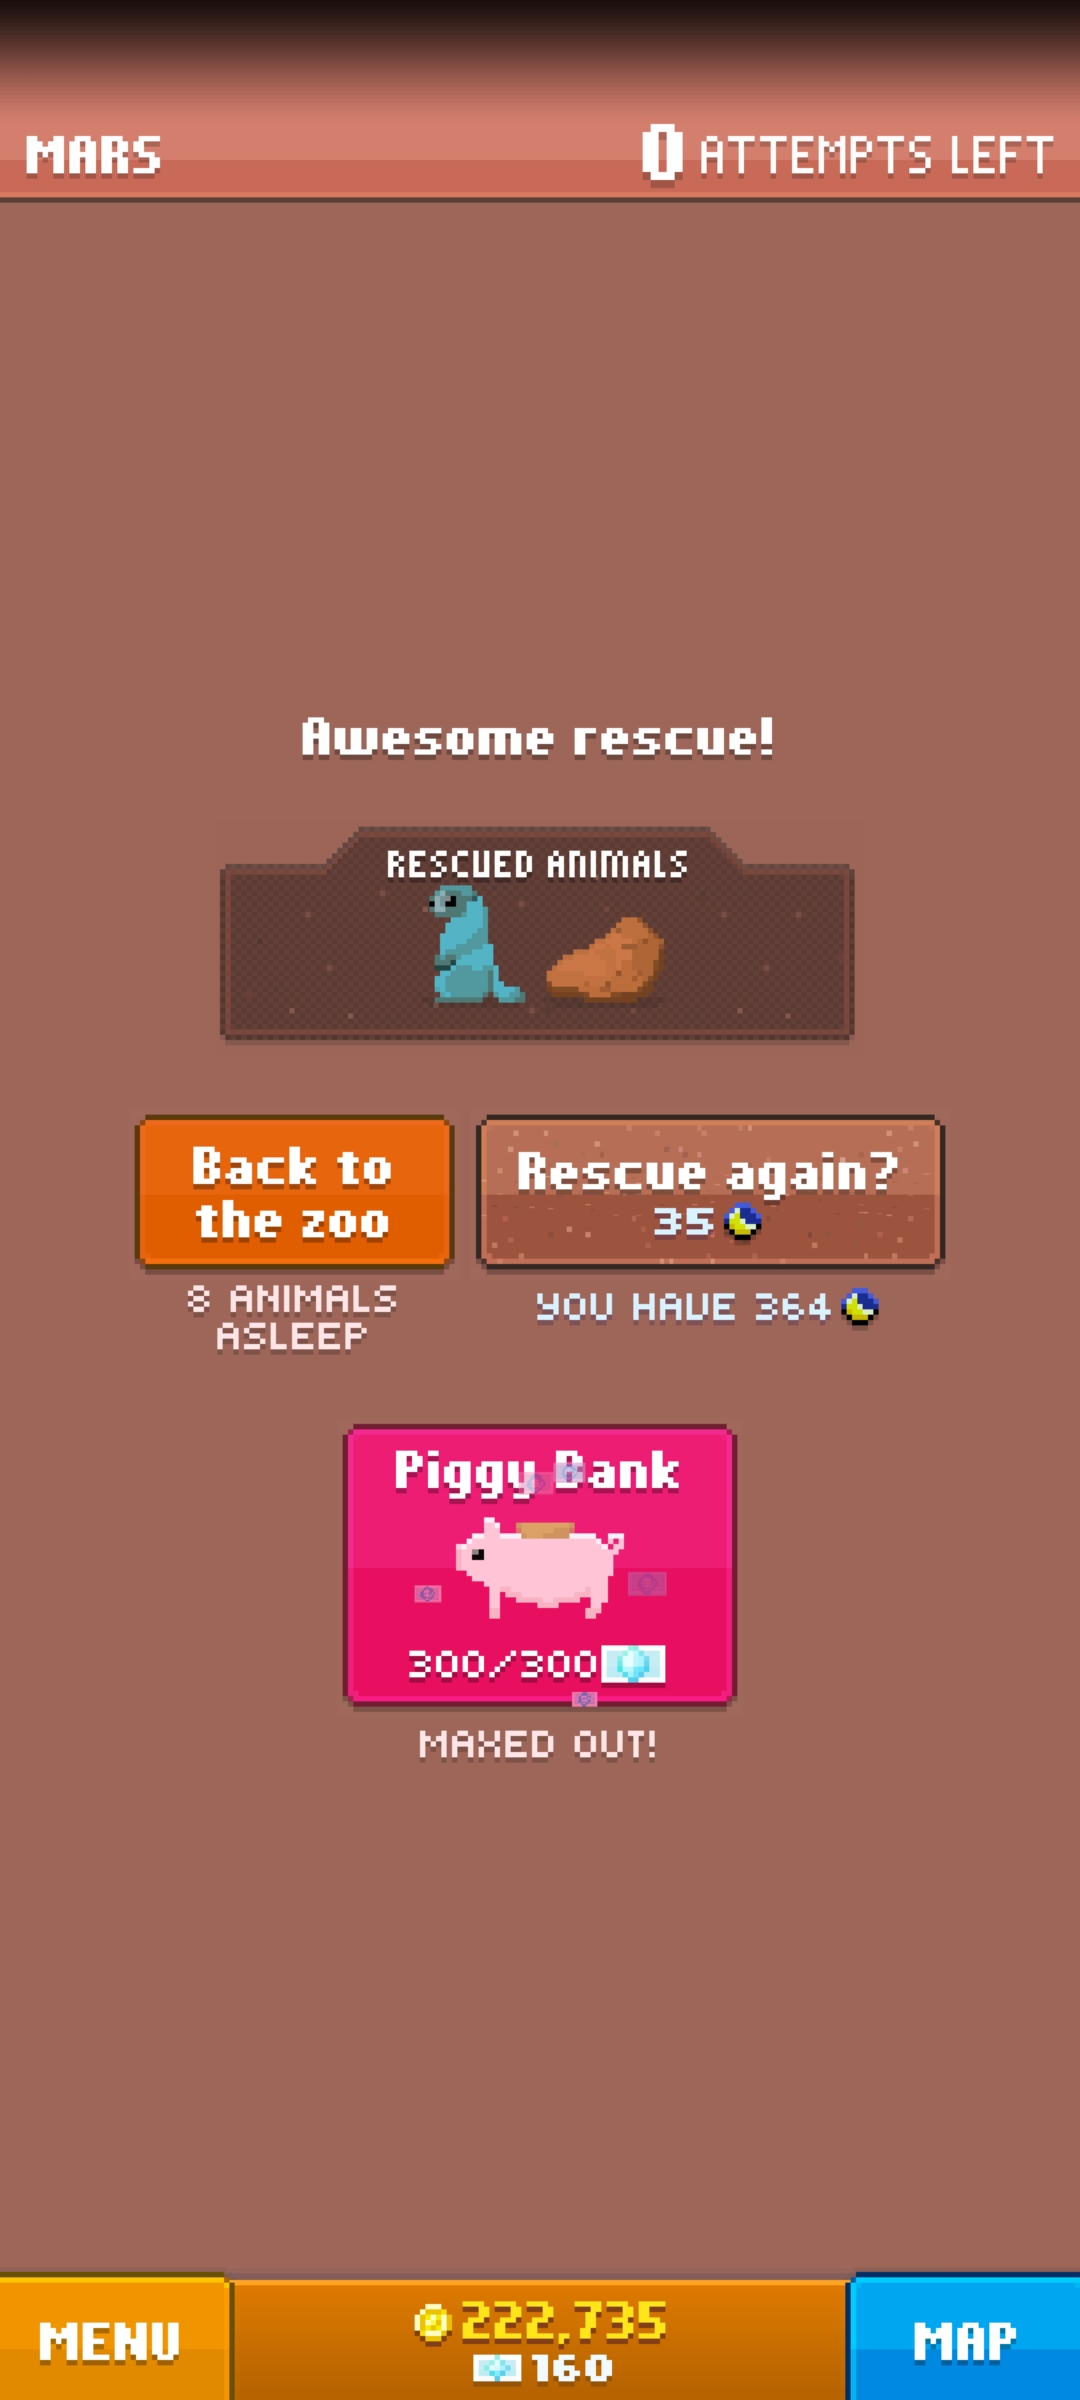 MARS
0 ATTEMPTS LEFT
Awesome rescue!
RESCUED ANIMALS
Back to
the zoo
Rescue again?
35
8 ANIMALS
ASLEEP
YOU HAVE 364
Piggy Bank
300/300
MAXED OUT!
MENU
222,735
160
MAP